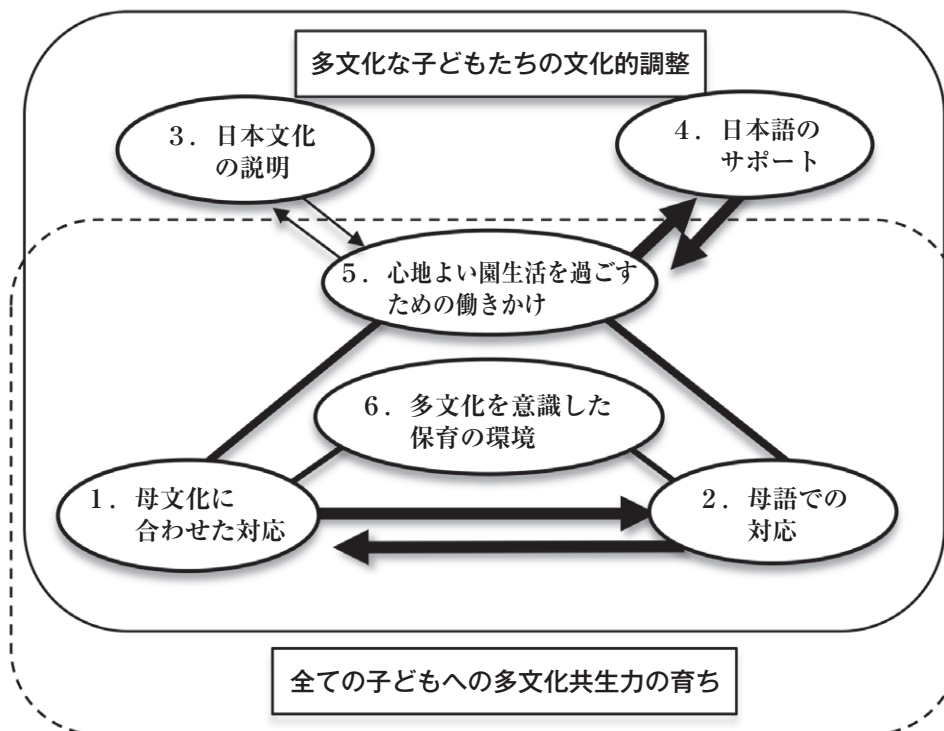 多文化な子どもたちの文化的調整
3．日本文化
の説明
4．日本語の
サポート
5．心地よい園生活を過ごす
ための働きかけ
6．多文化を意識した
保育の環境
1．母文化に
合わせた対応
2．母語での
対応
全ての子どもへの多文化共生力の育ち